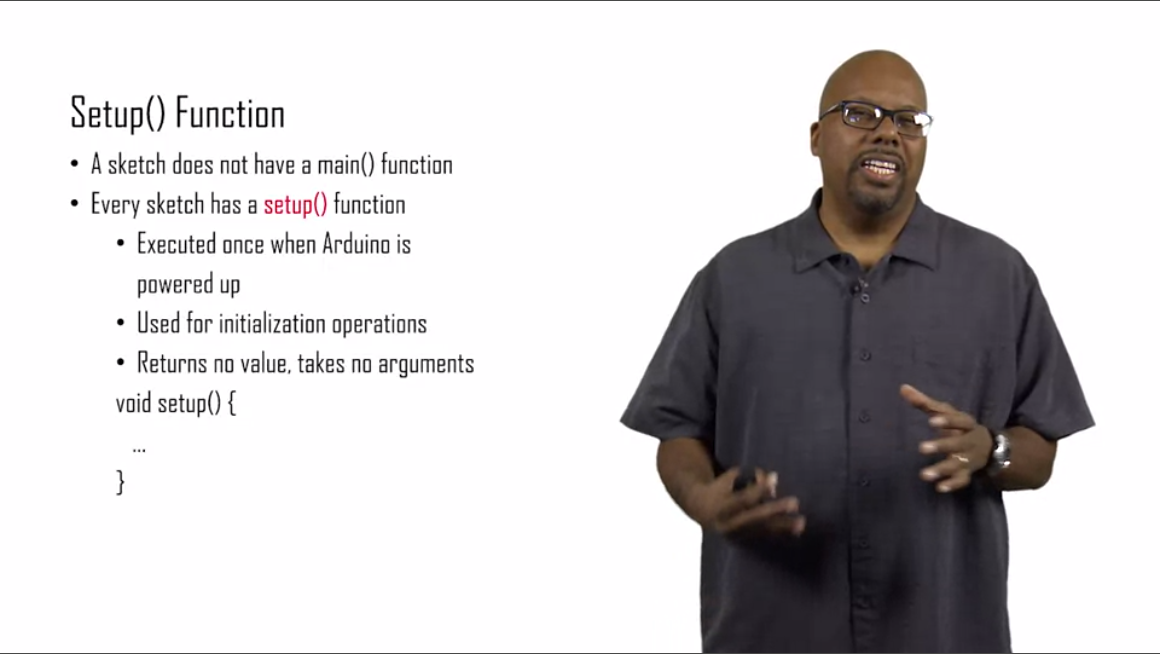 Setup() Function
• A sketch does not have a main() function
• Every sketch has a setup() function
• Executed once when Arduino is
powered up
• Used for initialization operations
• Returns no value, takes no arguments
void setup() {
...
}